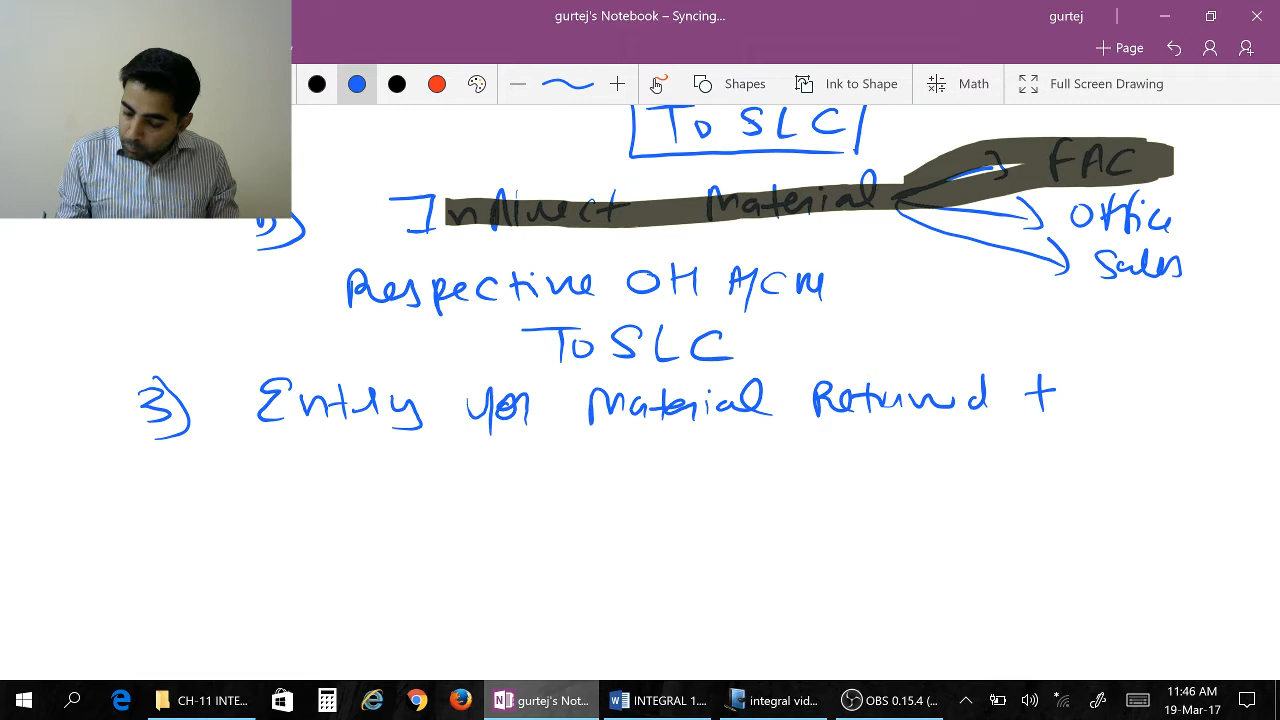 gurtej's Notebook – Syncing...
gurtej
Page
Shapes
Ink to Shape
Math
Full Screen Drawing
To SLC
Indirect Material FAC
Office
Sales
Respective OH A/C
To SLC
3) Entry for Material Returned t
CH-11 INTE...
gurtej's Not...
INTEGRAL 1...
integral vid...
OBS 0.15.4 (...
11:46 AM
19-Mar-17